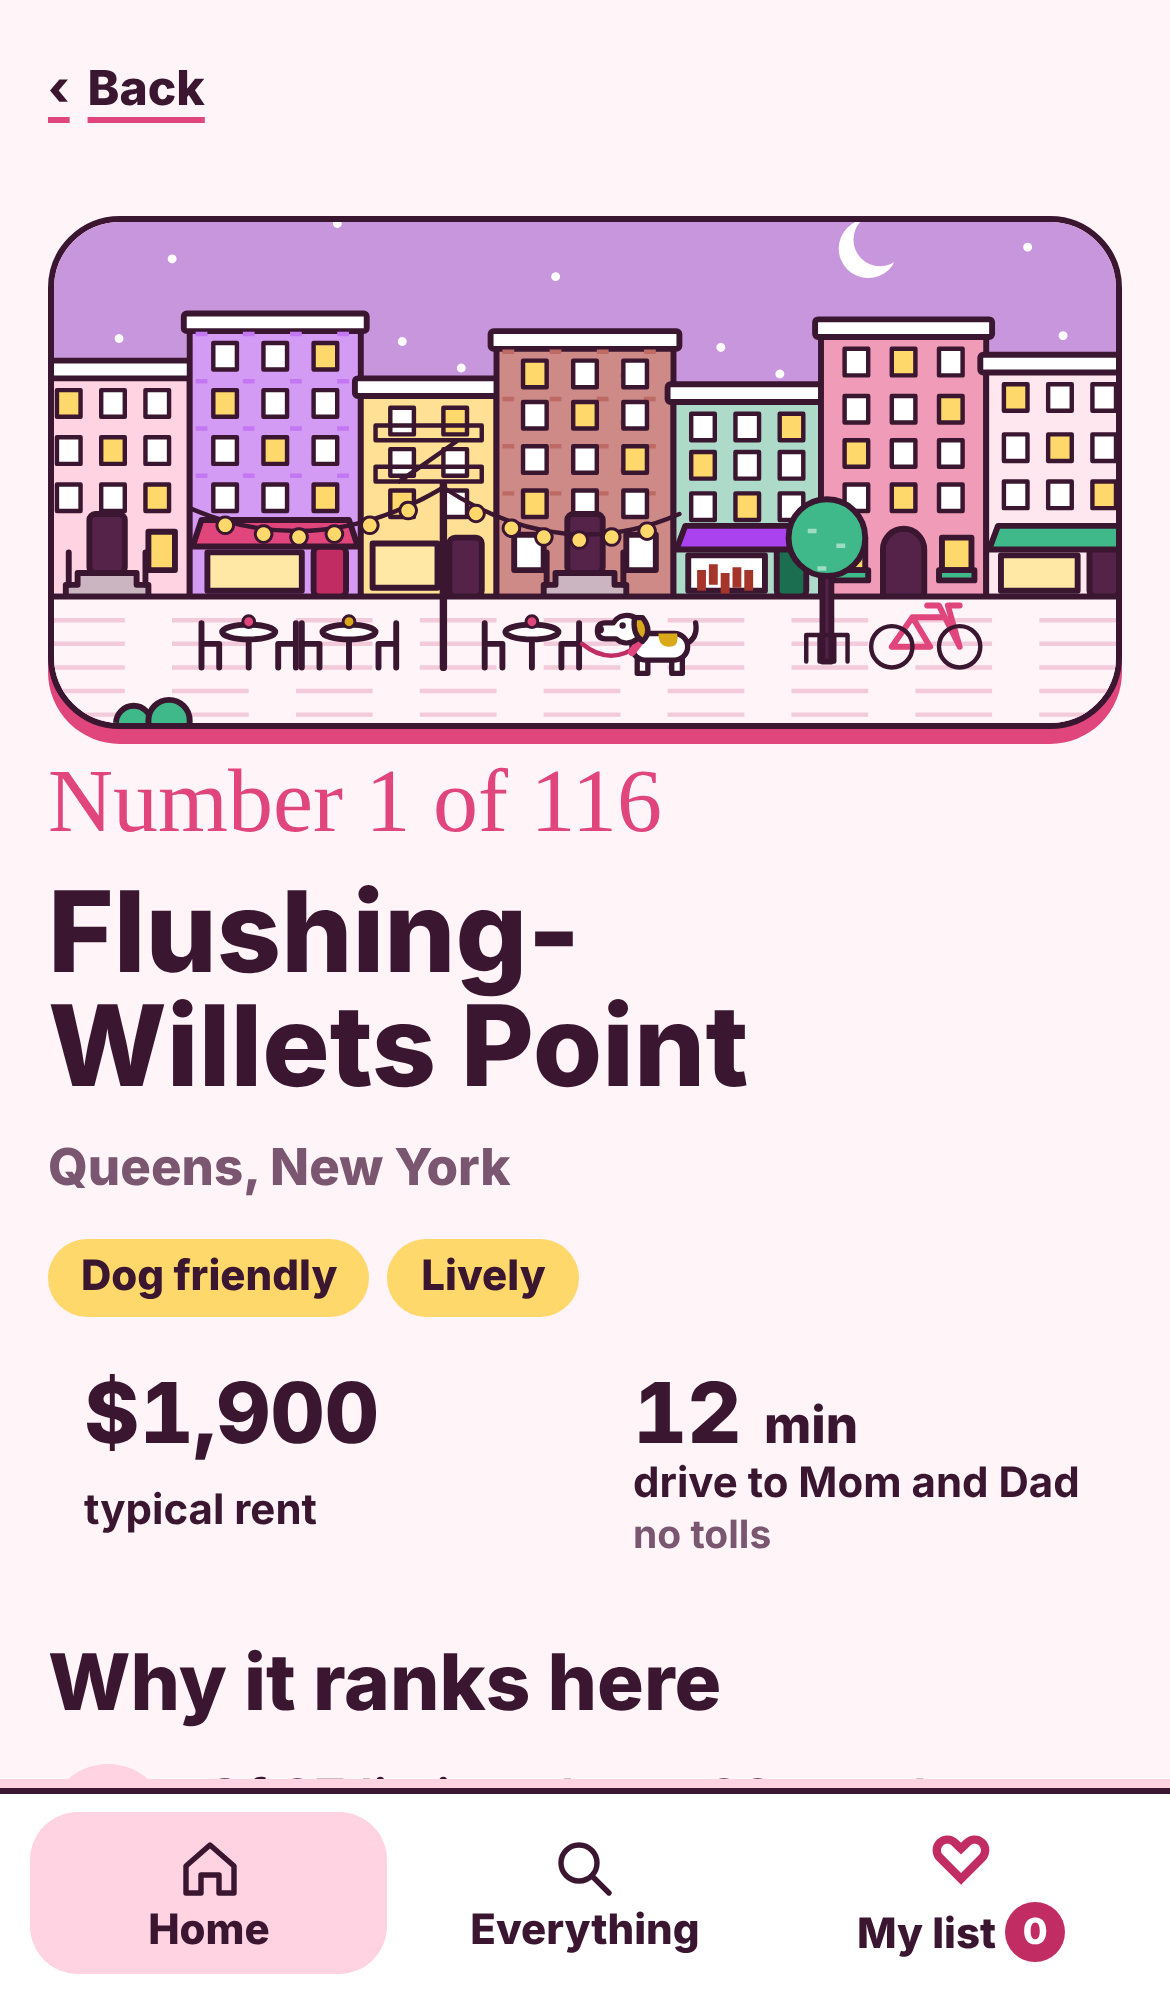 ‹ Back
Number 1 of 116
Flushing-
Willets Point
Queens, New York
Dog friendly Lively
$1,900
typical rent
12 min
drive to Mom and Dad
no tolls
Why it ranks here
Home
Everything
My list 0